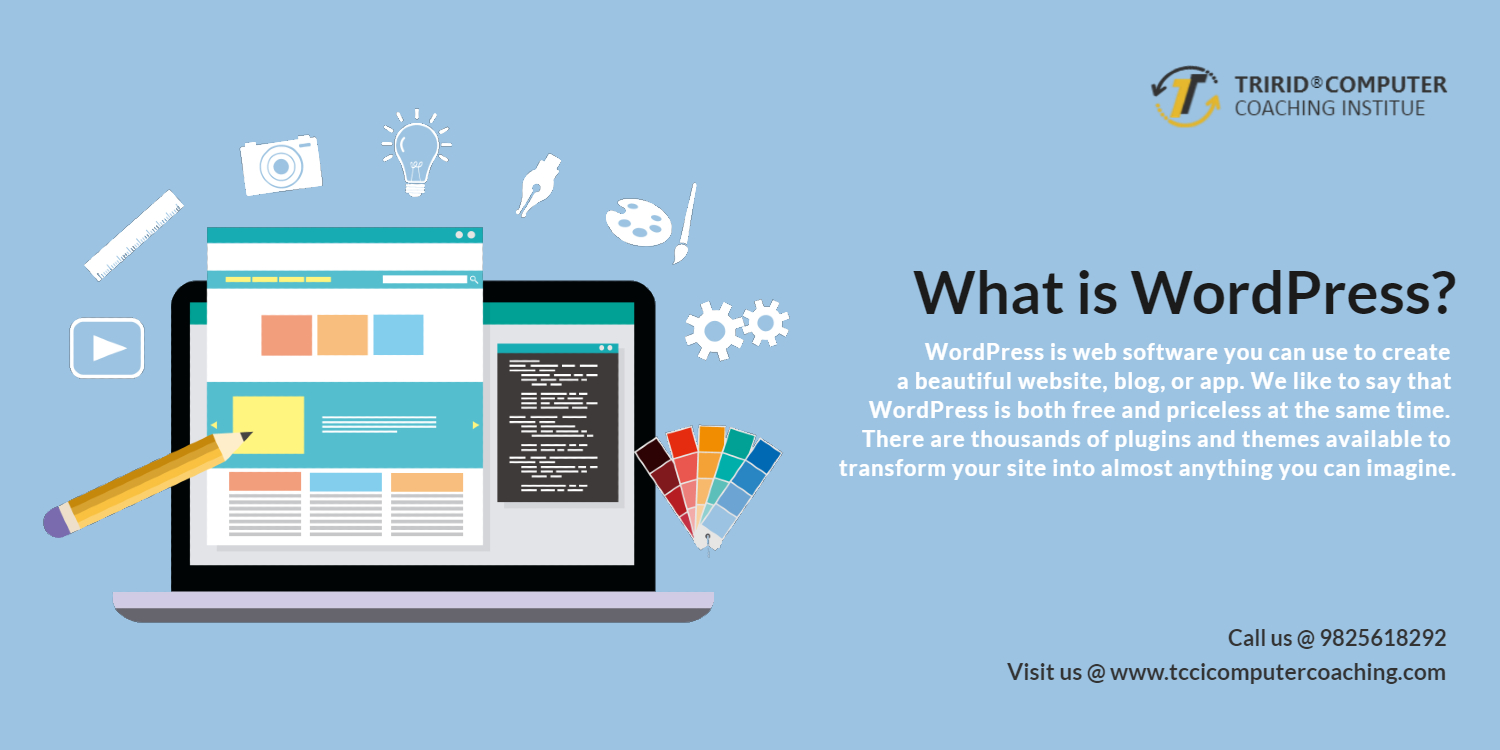 TRIRID®COMPUTER
COACHING INSTITUE
What is WordPress?
WordPress is web software you can use to create
a beautiful website, blog, or app. We like to say that
WordPress is both free and priceless at the same time.
There are thousands of plugins and themes available to
transform your site into almost anything you can imagine.
Call us @ 9825618292
Visit us @ www.tccicomputercoaching.com